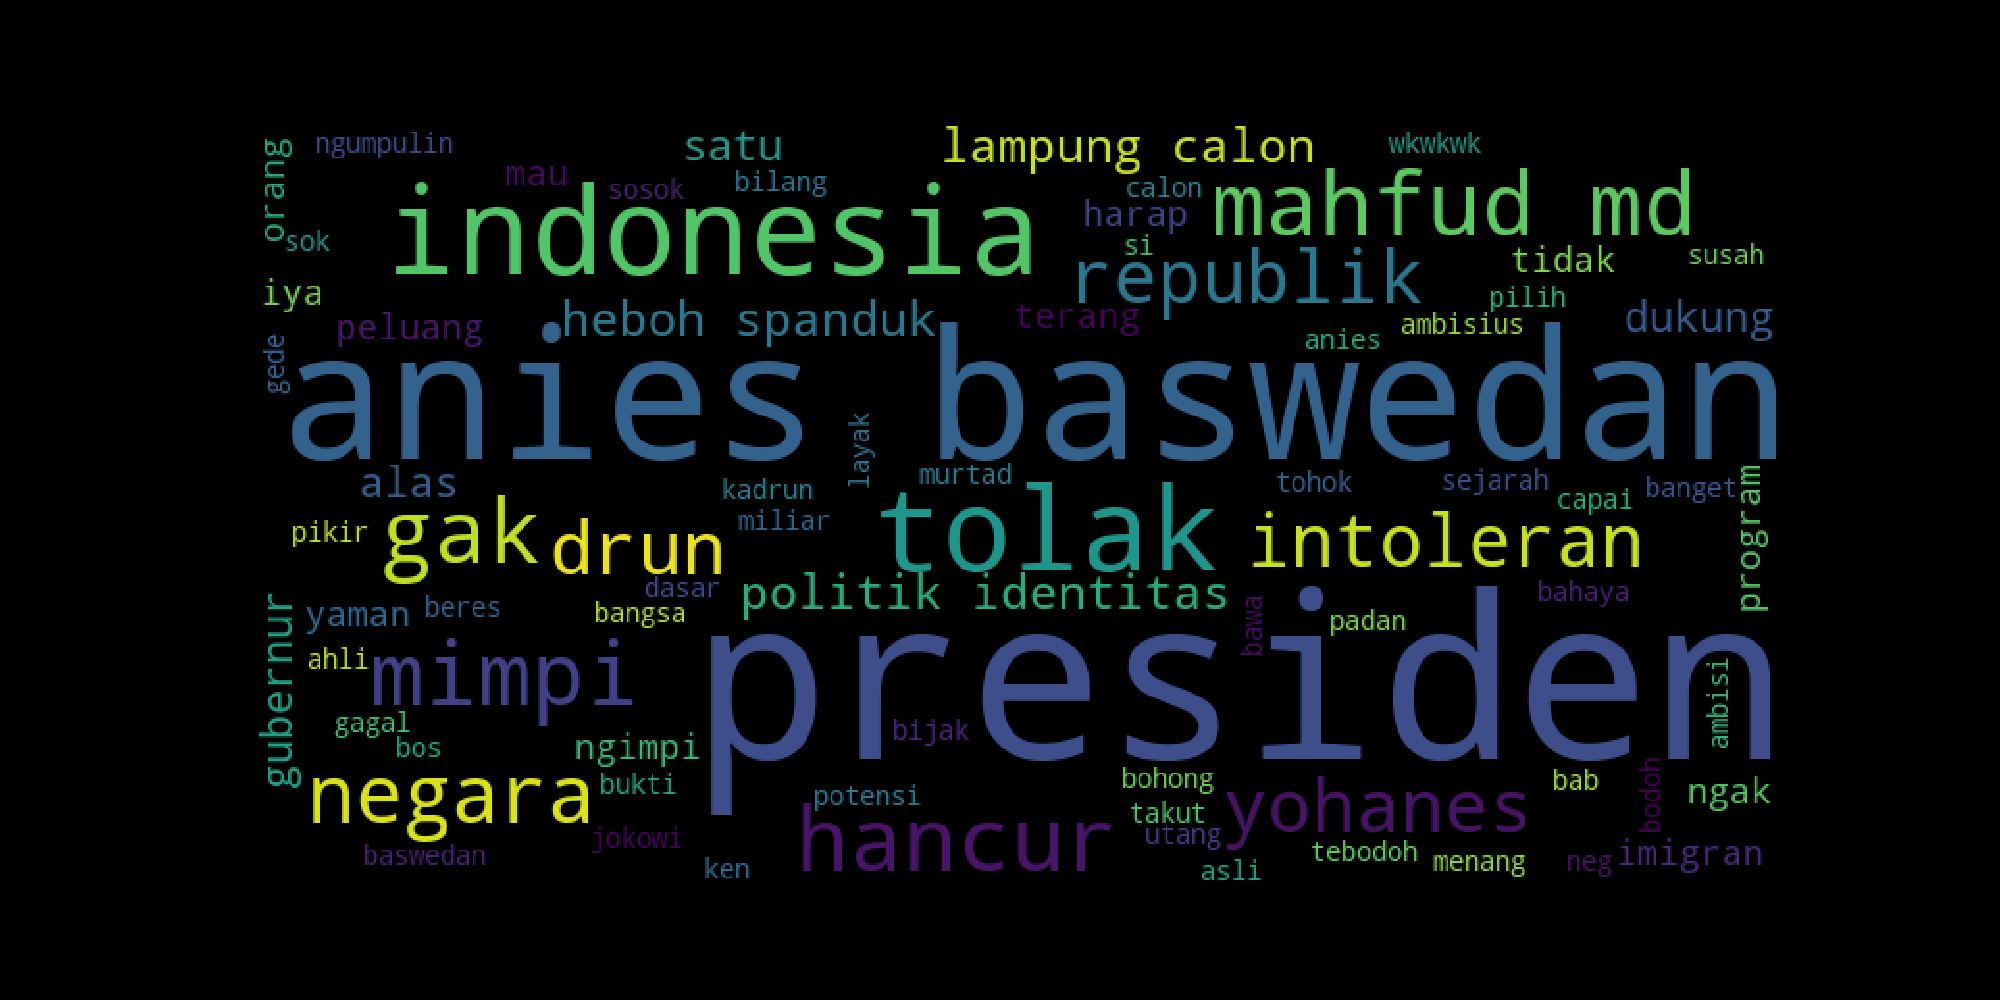 ngumpulin
satu
lampung calon
wkwkwk
orang
mau
sosok
bilang
calon
mahfud md
sok
indonesia
harap
si
republik
tidak
susah
iya
peluang
heboh spanduk
terang
pilih
ambisius
dukung
gede
anies
anies baswedan
layak
alas
kadrun
murtad
tohok
sejarah
capai
banget
program
pikir
gak
drun
miliar
tolak
intoleran
dasar
politik identitas
bahaya
gubernur
yaman
beres
bangsa
bawa
padan
ahli
mimpi
presiden
ambisi
gagal
bos
ngimpi
bijak
negara
bukti
potensi
bohong
takut
yohanes
bab
bodoh
ngak
baswedan
jokowi
ken
hancur
utang
asli
tebodoh
menang
neg
imigran